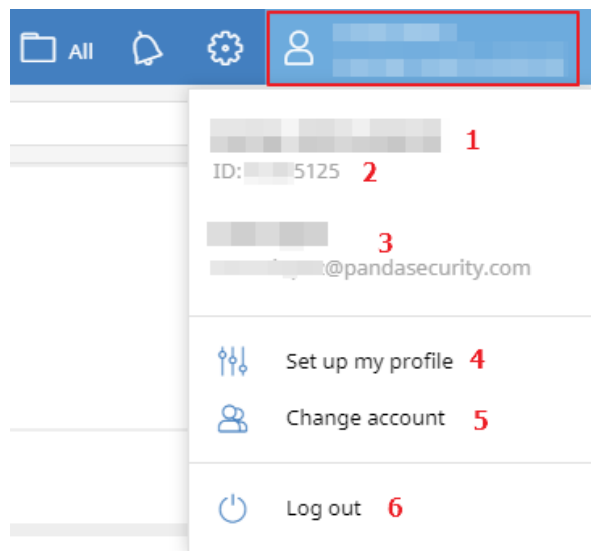 All
1
ID: 5125 2
3
@pandasecurity.com
Set up my profile 4
Change account 5
Log out 6